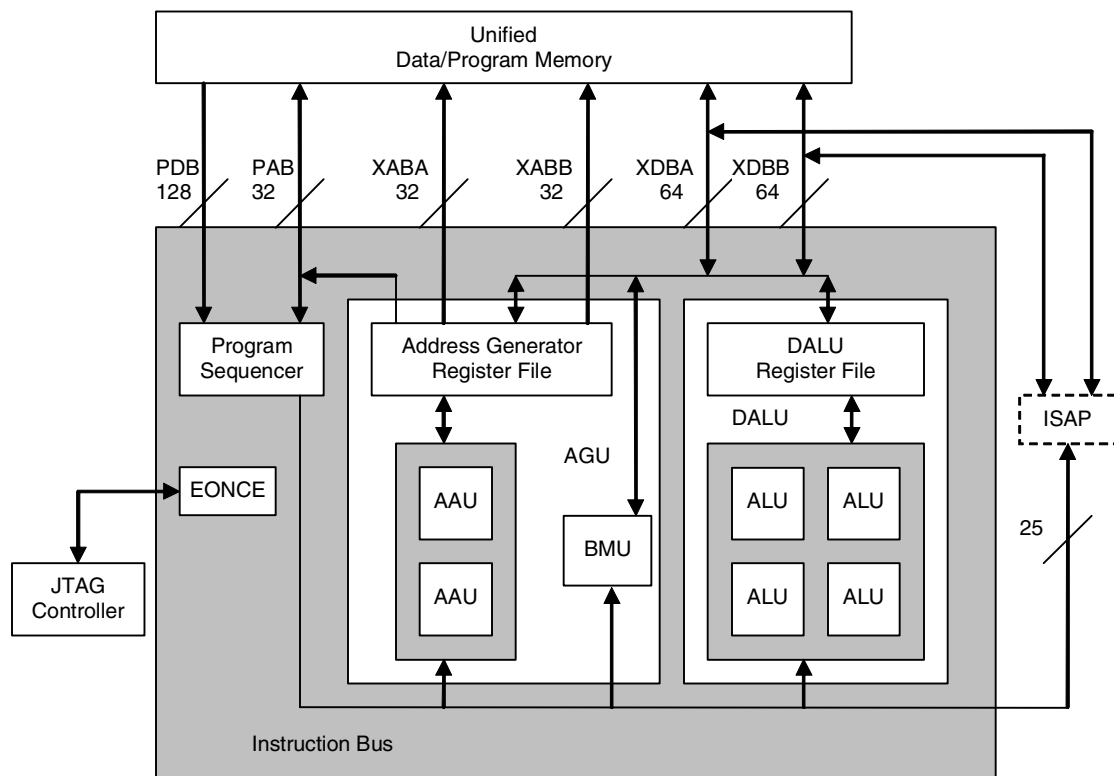 Unified
Data/Program Memory
PDB
128
PAB
32
XABA
32
XABB
32
XDBA
64
XDBB
64
Program
Sequencer
Address Generator
Register File
DALU
Register File
DALU
ISAP
AGU
EONCE
AAU
ALU
ALU
25
BMU
JTAG
Controller
AAU
ALU
ALU
Instruction Bus